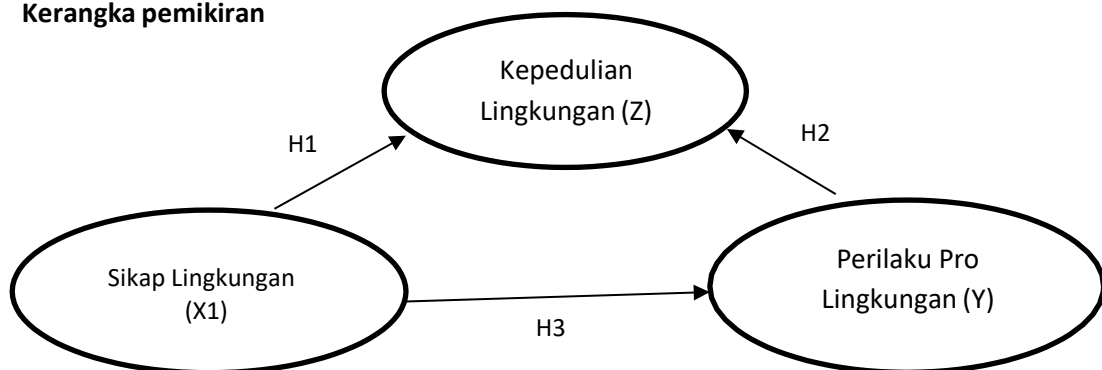 Kerangka pemikiran
Kepedulian
Lingkungan (Z)
H1
H2
Sikap Lingkungan
(X1)
Perilaku Pro
Lingkungan (Y)
H3